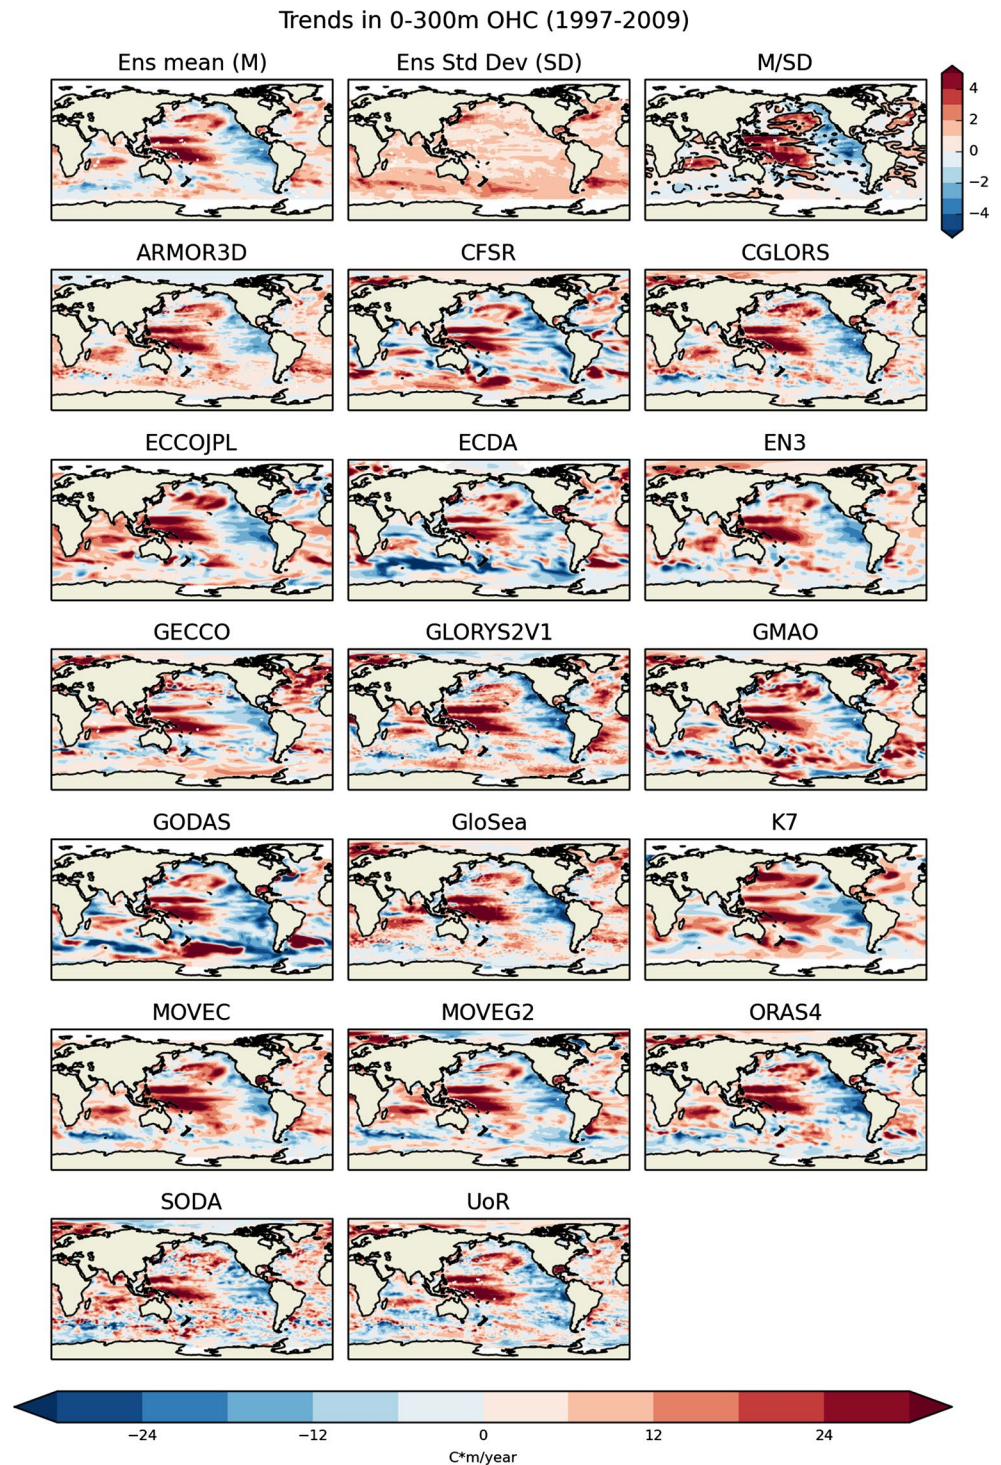 Trends in 0-300m OHC (1997-2009)
Ens mean (M) Ens Std Dev (SD) M/SD
4
2
0
−2
−4
ARMOR3D CFSR CGLORS
ECCOJPL ECDA EN3
GECCO GLORYS2V1 GMAO
GODAS GloSea K7
MOVEC MOVEG2 ORAS4
SODA UoR
−24 −12 0 12 24
C*m/year